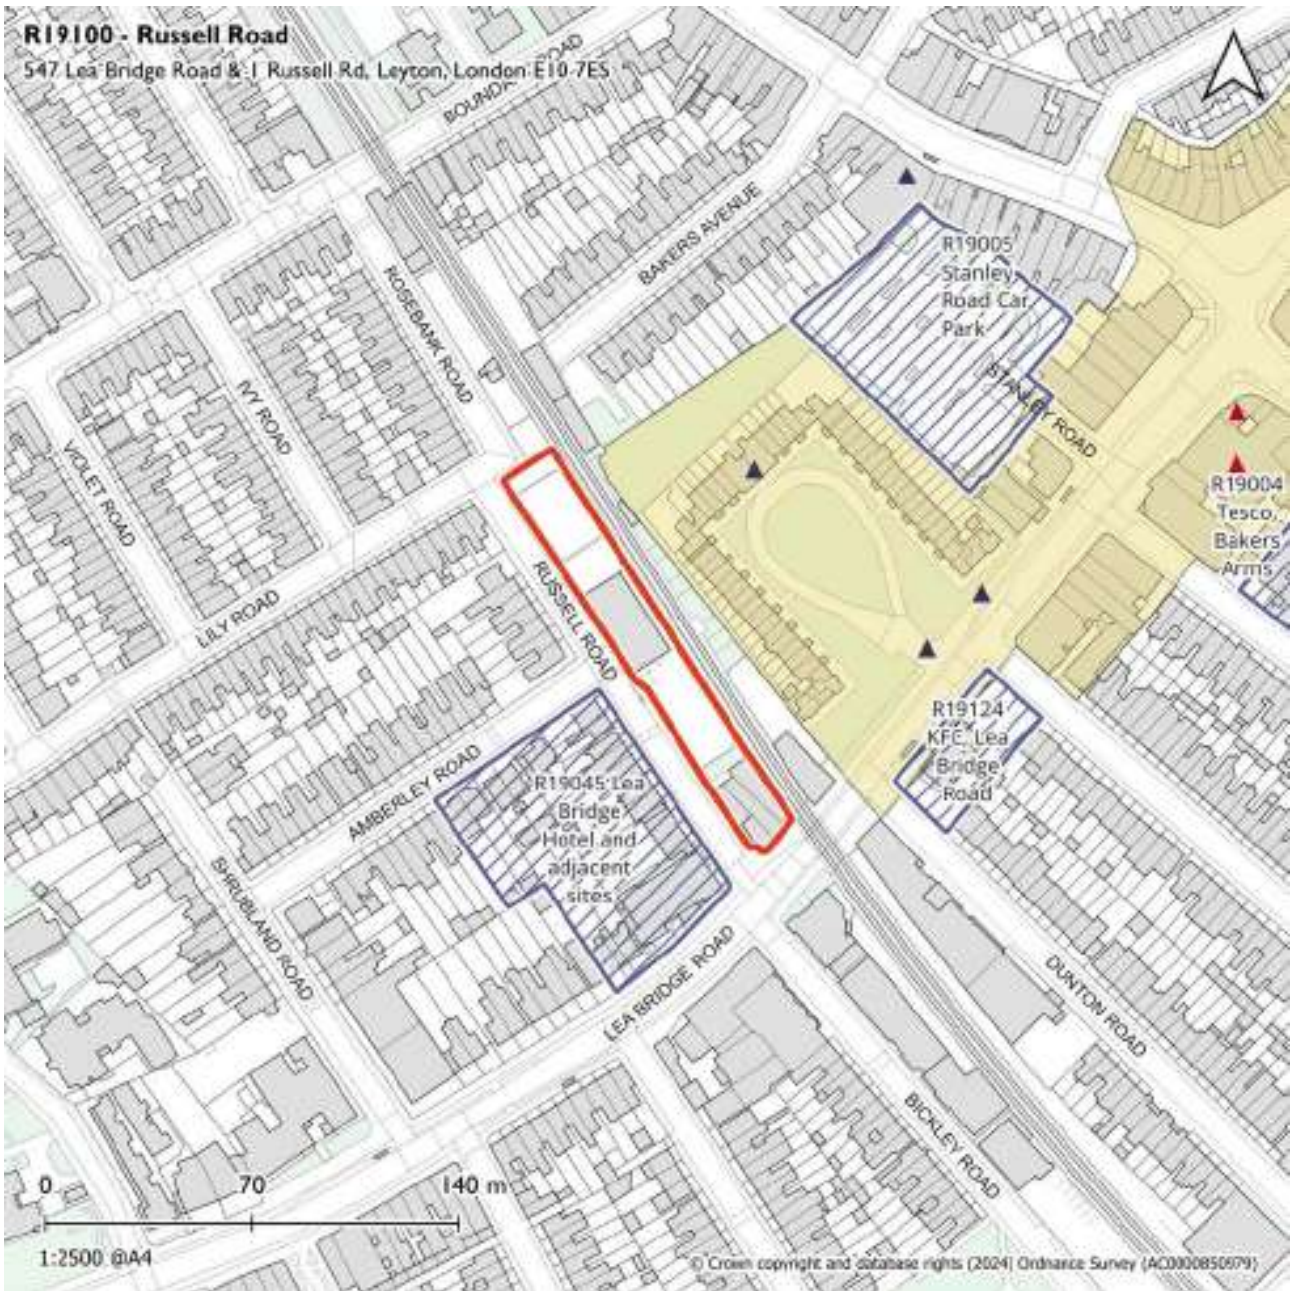 R19100 - Russell Road
547 Lea Bridge Road & 1 Russell Rd, Leyton, London E10 7ES
BOUNDARY ROAD
BAKERS AVENUE
ROSEBANK ROAD
IVY ROAD
VIOLET ROAD
LILY ROAD
RUSSELL ROAD
AMBERLEY ROAD
SHRUBLAND ROAD
LEA BRIDGE ROAD
STANLEY ROAD
DUNTON ROAD
BICKLEY ROAD
R19005
Stanley
Road Car
Park
R19004
Tesco,
Bakers
Arms
R19124
KFC, Lea
Bridge
Road
R19045 Lea
Bridge
Hotel and
adjacent
sites
0 70 140 m
1:2500 @A4
© Crown copyright and database rights (2024) Ordnance Survey (AC0000850979)